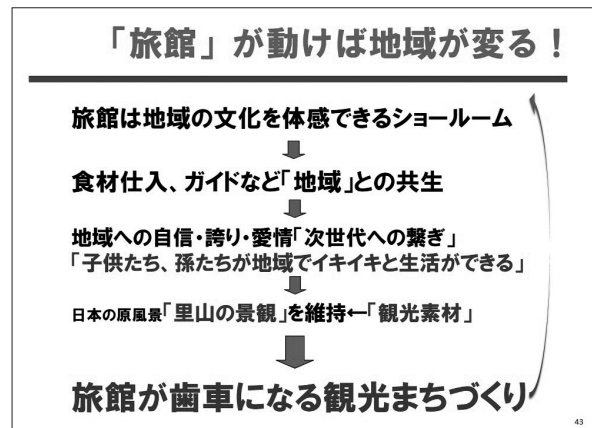 「旅館」が動けば地域が変る！
旅館は地域の文化を体感できるショールーム
食材仕入、ガイドなど「地域」との共生
地域への自信・誇り・愛情「次世代への繋ぎ」
「子供たち、孫たちが地域でイキイキと生活ができる」
日本の原風景「里山の景観」を維持←「観光素材」
旅館が歯車になる観光まちづくり
43